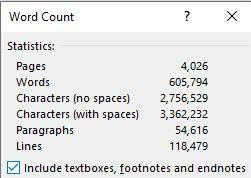 Word Count ? ×
Statistics:
Pages 4,026
Words 605,794
Characters (no spaces) 2,756,529
Characters (with spaces) 3,362,232
Paragraphs 54,616
Lines 118,479
Include textboxes, footnotes and endnotes